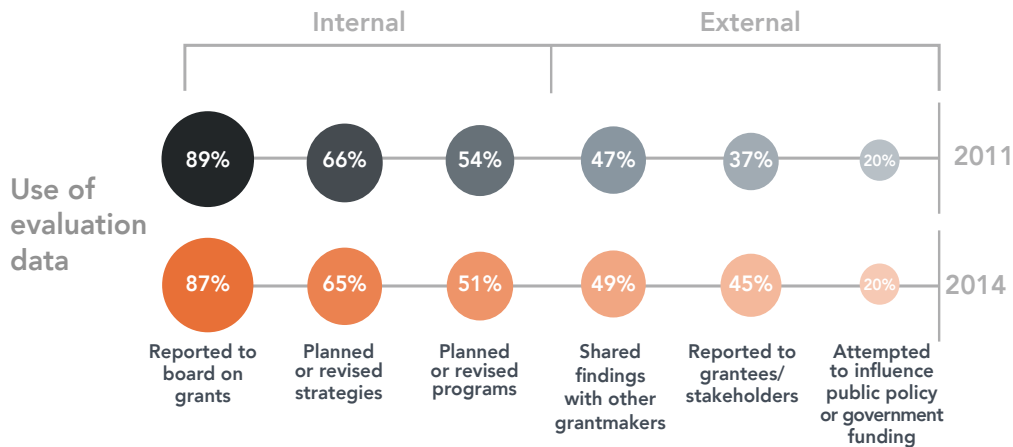 Internal
External
Use of
evaluation
data
89%
66%
54%
47%
37%
20%
2011
87%
65%
51%
49%
45%
20%
2014
Reported to
board on
grants
Planned
or revised
strategies
Planned
or revised
programs
Shared
findings
with other
grantmakers
Reported to
grantees/
stakeholders
Attempted
to influence
public policy
or government
funding